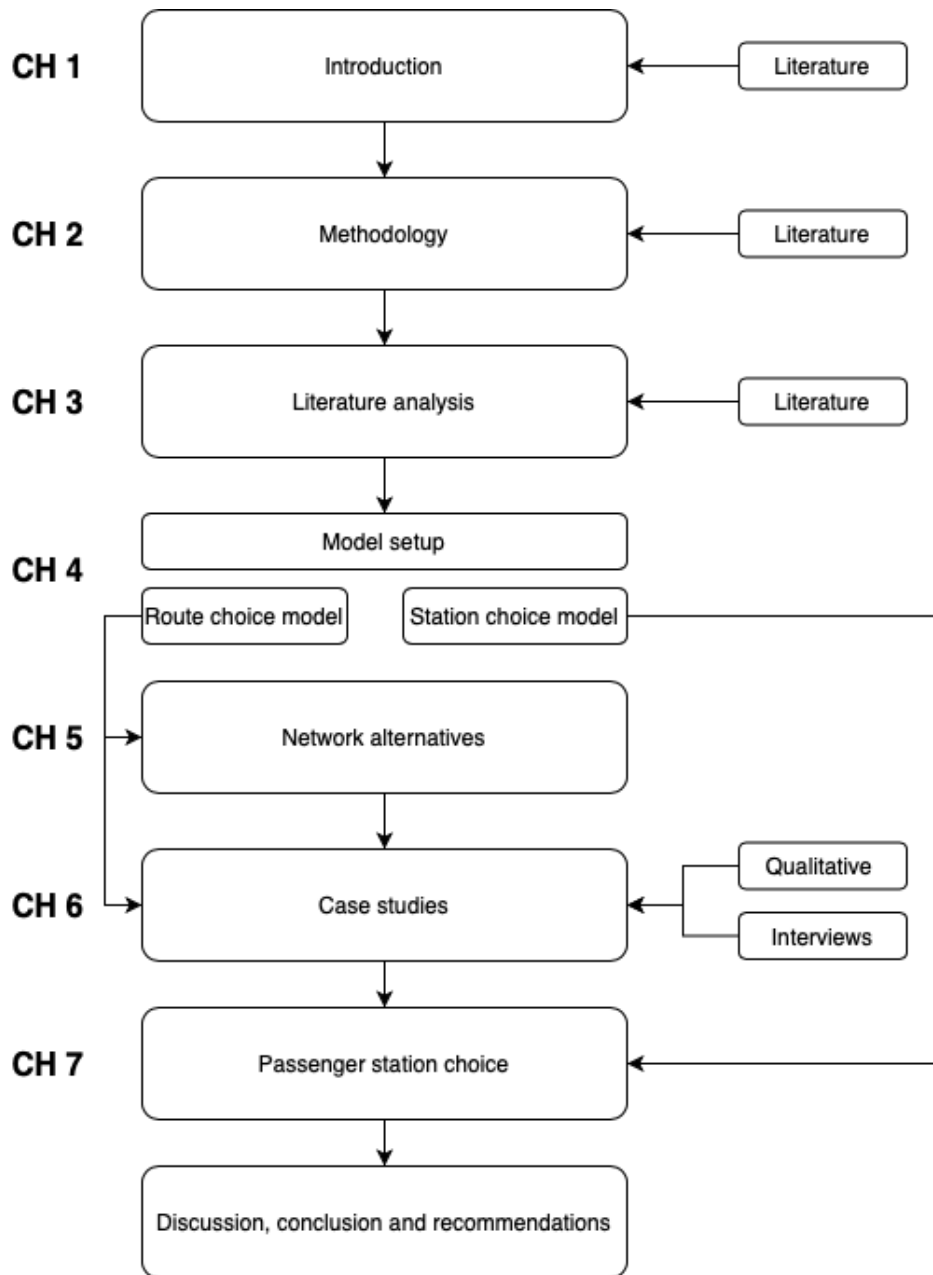 CH 1
Introduction
Literature
CH 2
Methodology
Literature
CH 3
Literature analysis
Literature
CH 4
Model setup
Route choice model
Station choice model
CH 5
Network alternatives
CH 6
Case studies
Qualitative
Interviews
CH 7
Passenger station choice
Discussion, conclusion and recommendations